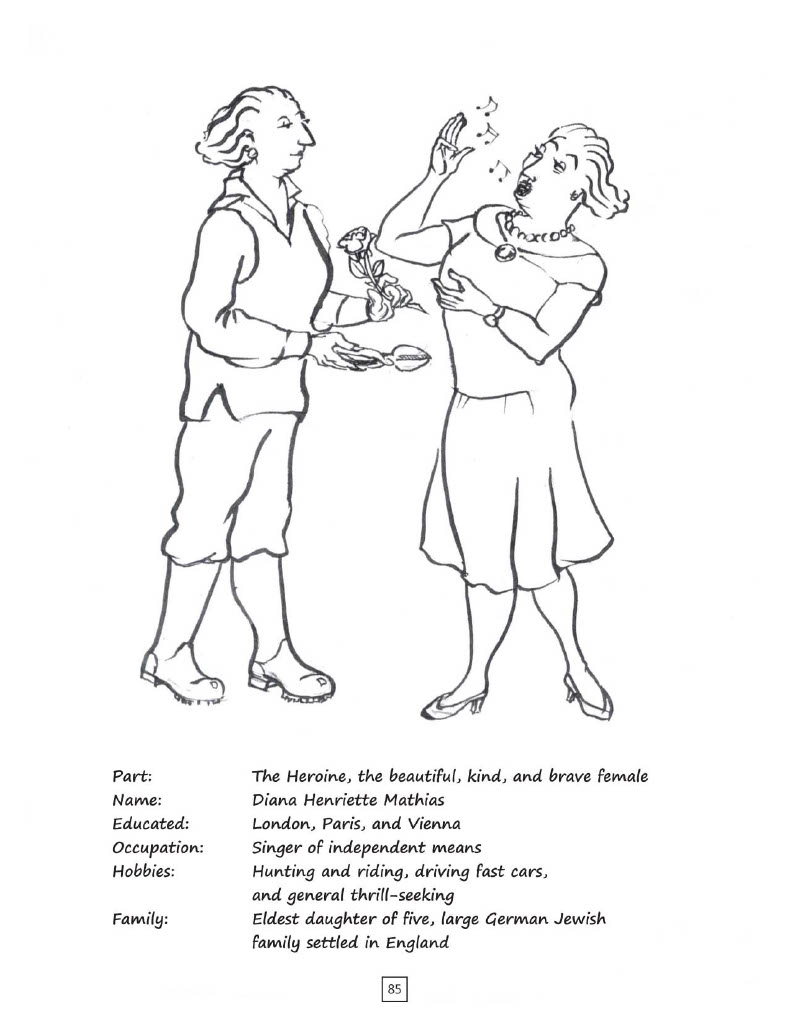 Part: The Heroine, the beautiful, kind, and brave female
Name: Diana Henriette Mathias
Educated: London, Paris, and Vienna
Occupation: Singer of independent means
Hobbies: Hunting and riding, driving fast cars,
and general thrill-seeking
Family: Eldest daughter of five, large German Jewish
family settled in England
85